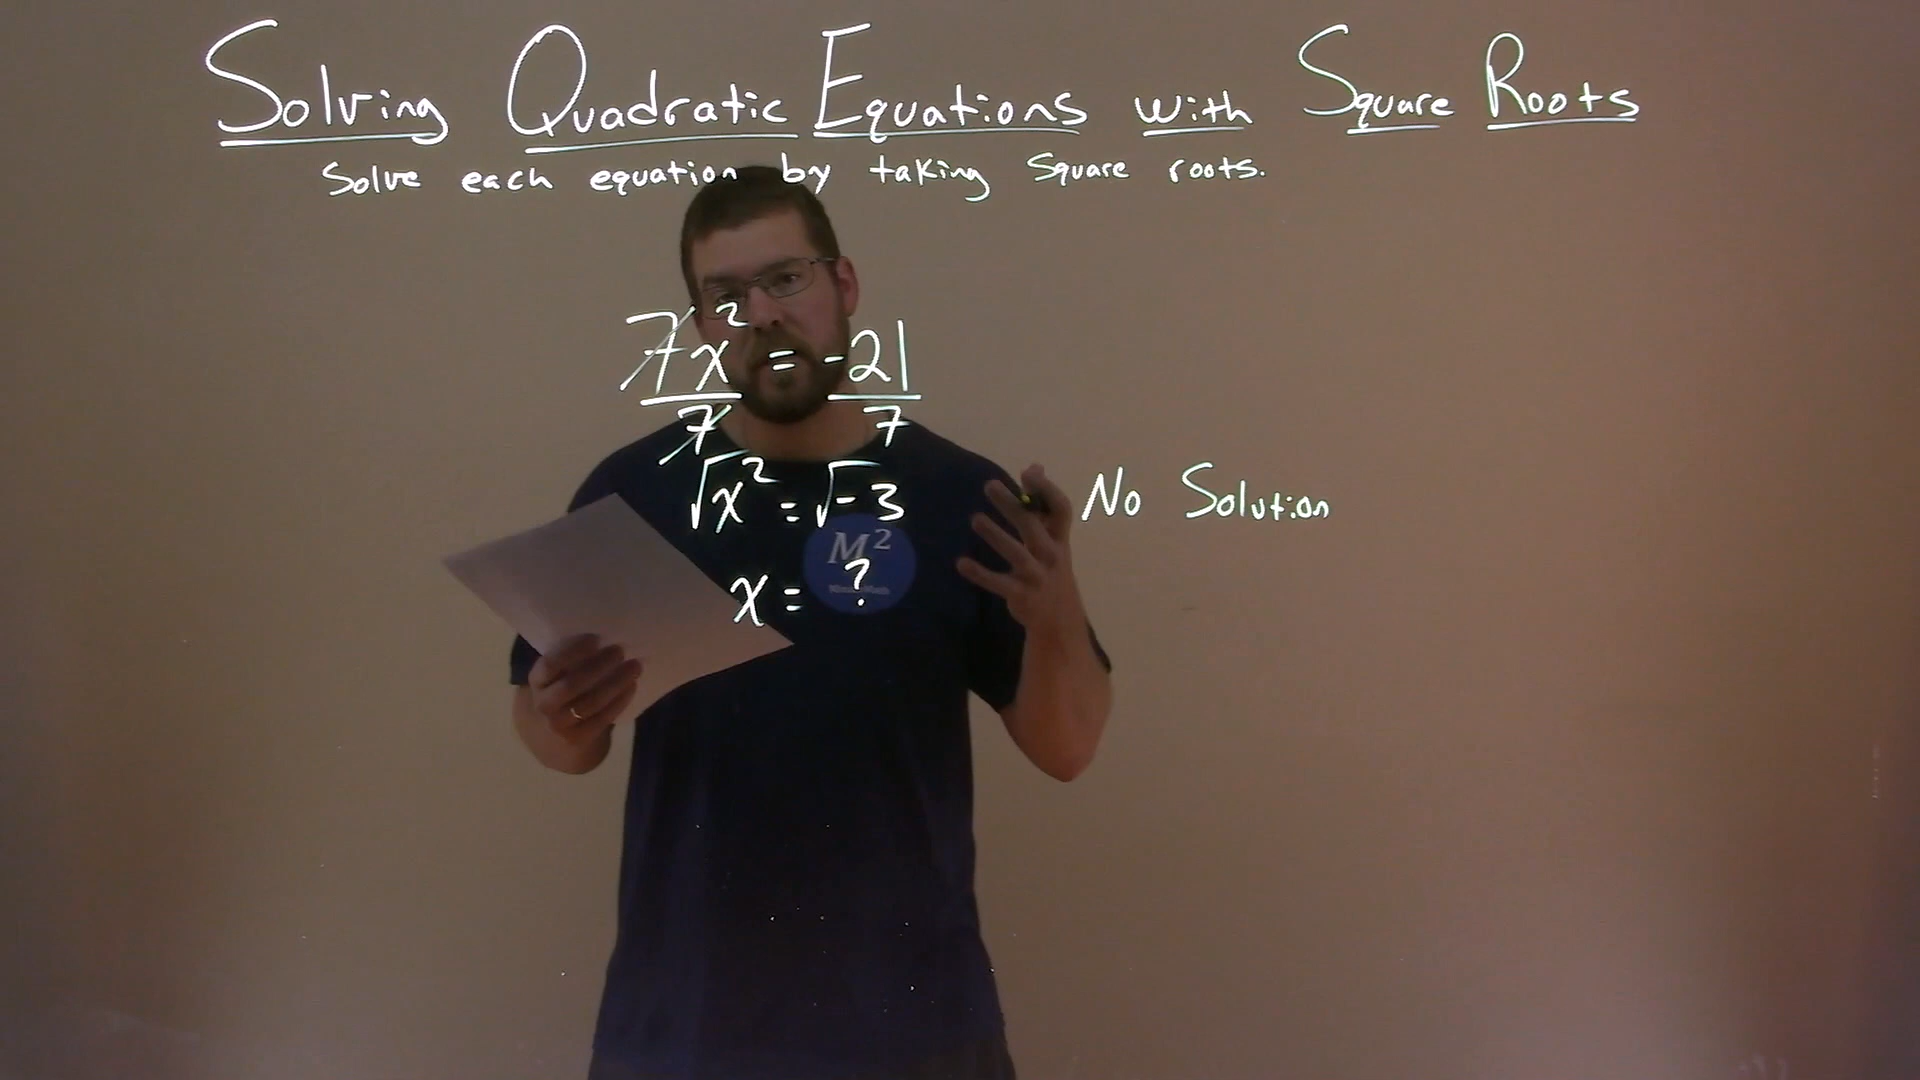 Solving Quadratic Equations with Square Roots
Solve each equation by taking square roots.
7x² = -21
7 7
√x² = √-3
No Solution
M²
x = ?